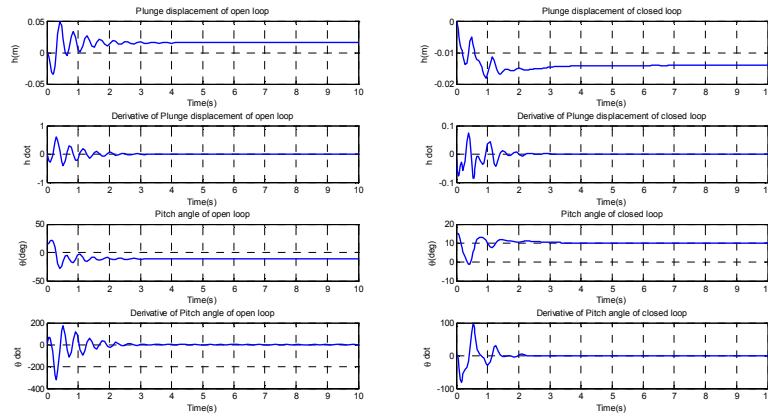 Plunge displacement of open loop
0.05
0
-0.05
h(m)
0 1 2 3 4 5 6 7 8 9 10
Time(s)
Derivative of Plunge displacement of open loop
1
0
-1
h dot
0 1 2 3 4 5 6 7 8 9 10
Time(s)
Pitch angle of open loop
50
0
-50
θ(deg)
0 1 2 3 4 5 6 7 8 9 10
Time(s)
Derivative of Pitch angle of open loop
200
0
-200
-400
θ dot
0 1 2 3 4 5 6 7 8 9 10
Time(s)
Plunge displacement of closed loop
0
-0.01
-0.02
h(m)
0 1 2 3 4 5 6 7 8 9 1
Time(s)
Derivative of Plunge displacement of closed loop
0.1
0
-0.1
h dot
0 1 2 3 4 5 6 7 8 9 1
Time(s)
Pitch angle of closed loop
20
10
0
-10
θ(deg)
0 1 2 3 4 5 6 7 8 9 1
Time(s)
Derivative of Pitch angle of closed loop
100
0
-100
θ dot
0 1 2 3 4 5 6 7 8 9 1
Time(s)